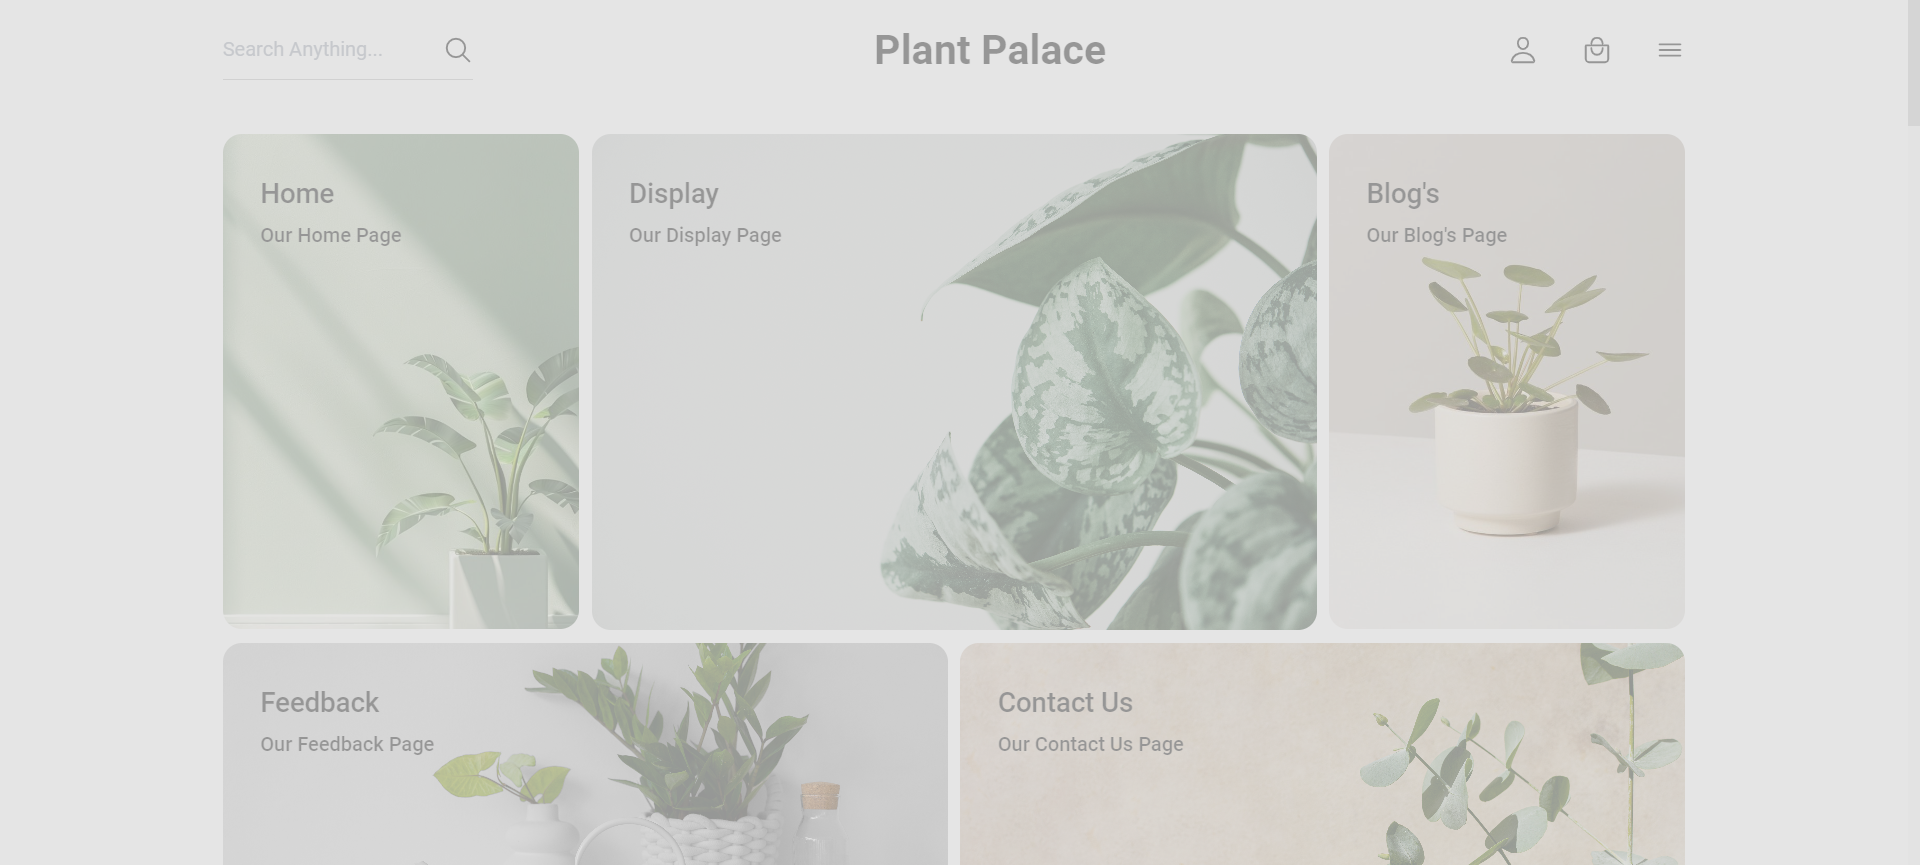 Search Anything...
Plant Palace
Home
Our Home Page
Display
Our Display Page
Blog's
Our Blog's Page
Feedback
Our Feedback Page
Contact Us
Our Contact Us Page